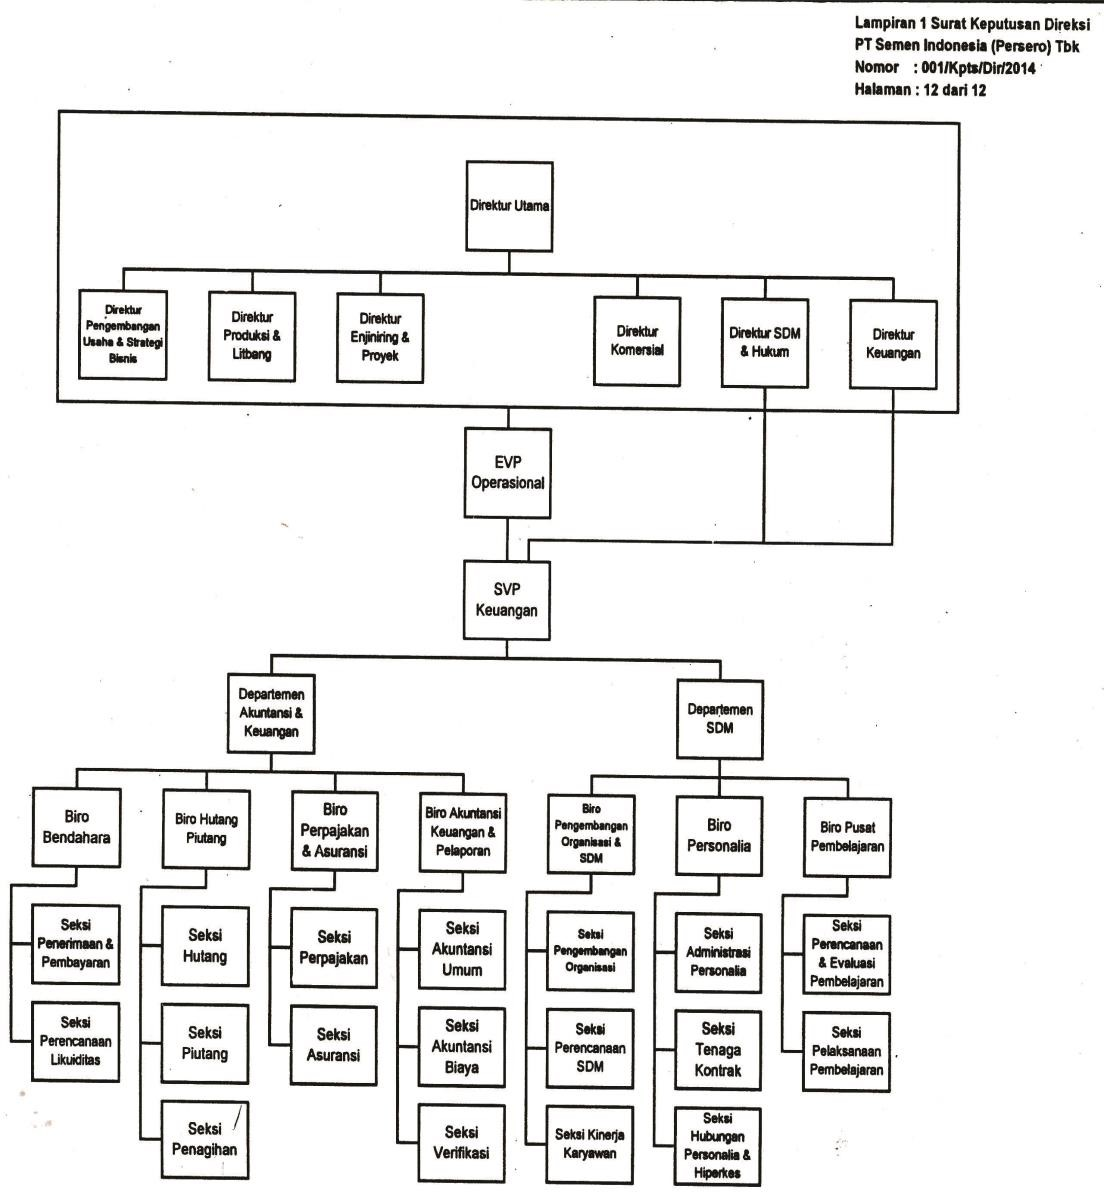 Lampiran 1 Surat Keputusan Direksi
PT Semen Indonesia (Persero) Tbk
Nomor : 001/Kpts/Dir/2014
Halaman : 12 dari 12
Direktur Utama
Direktur
Pengembangan
Usaha & Strategi
Bisnis
Direktur
Produksi &
Litbang
Direktur
Enjiniring &
Proyek
Direktur
Komersial
Direktur SDM
& Hukum
Direktur
Keuangan
EVP
Operasional
SVP
Keuangan
Departemen
Akuntansi &
Keuangan
Departemen
SDM
Biro
Bendahara
Biro Hutang
Piutang
Biro
Perpajakan
& Asuransi
Biro Akuntansi
Keuangan &
Pelaporan
Biro
Pengembangan
Organisasi &
SDM
Biro
Personalia
Biro Pusat
Pembelajaran
Seksi
Penerimaan &
Pembayaran
Seksi
Hutang
Seksi
Perpajakan
Seksi
Akuntansi
Umum
Seksi
Pengembangan
Organisasi
Seksi
Administrasi
Personalia
Seksi
Perencanaan
& Evaluasi
Pembelajaran
Seksi
Perencanaan
Likuiditas
Seksi
Piutang
Seksi
Asuransi
Seksi
Akuntansi
Biaya
Seksi
Perencanaan
SDM
Seksi
Tenaga
Kontrak
Seksi
Pelaksanaan
Pembelajaran
Seksi
Penagihan
Seksi
Verifikasi
Seksi Kinerja
Karyawan
Seksi
Hubungan
Personalia &
Hiperkes